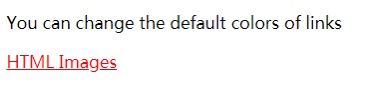 You can change the default colors of links
HTML Images